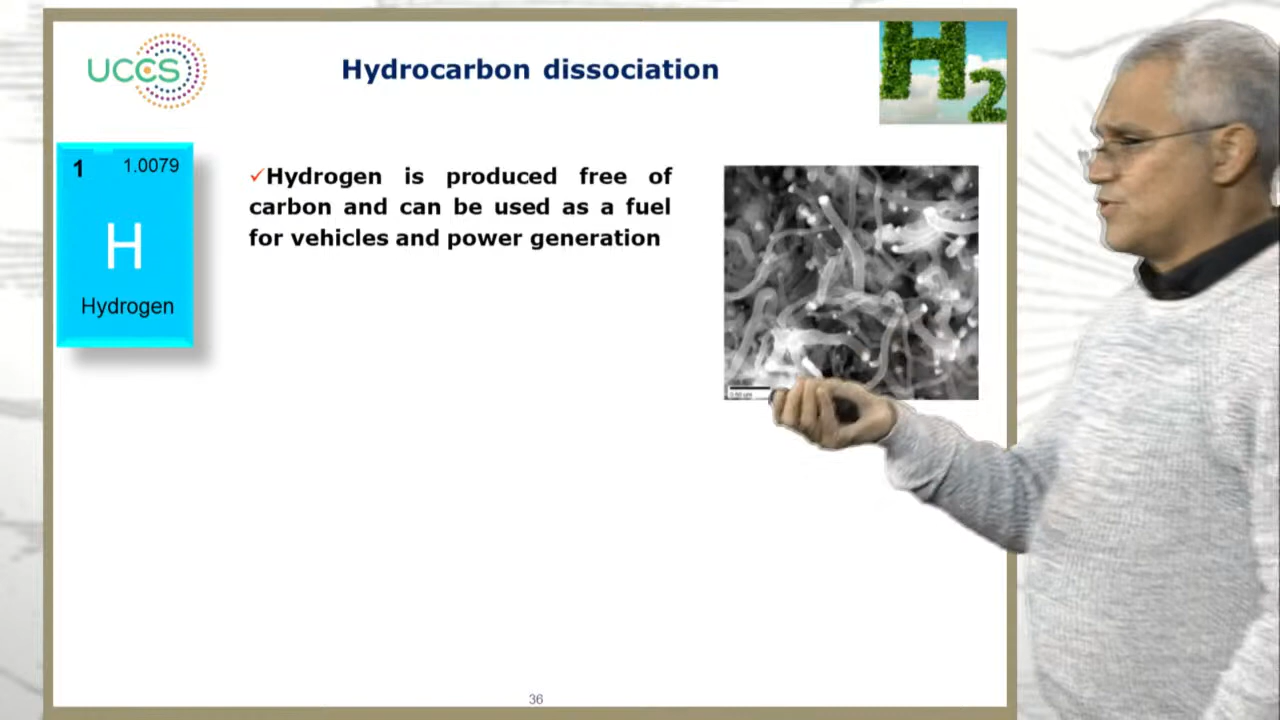 UCCS
Hydrocarbon dissociation
H2
1 1.0079
H
Hydrogen
✓Hydrogen is produced free of
carbon and can be used as a fuel
for vehicles and power generation
36